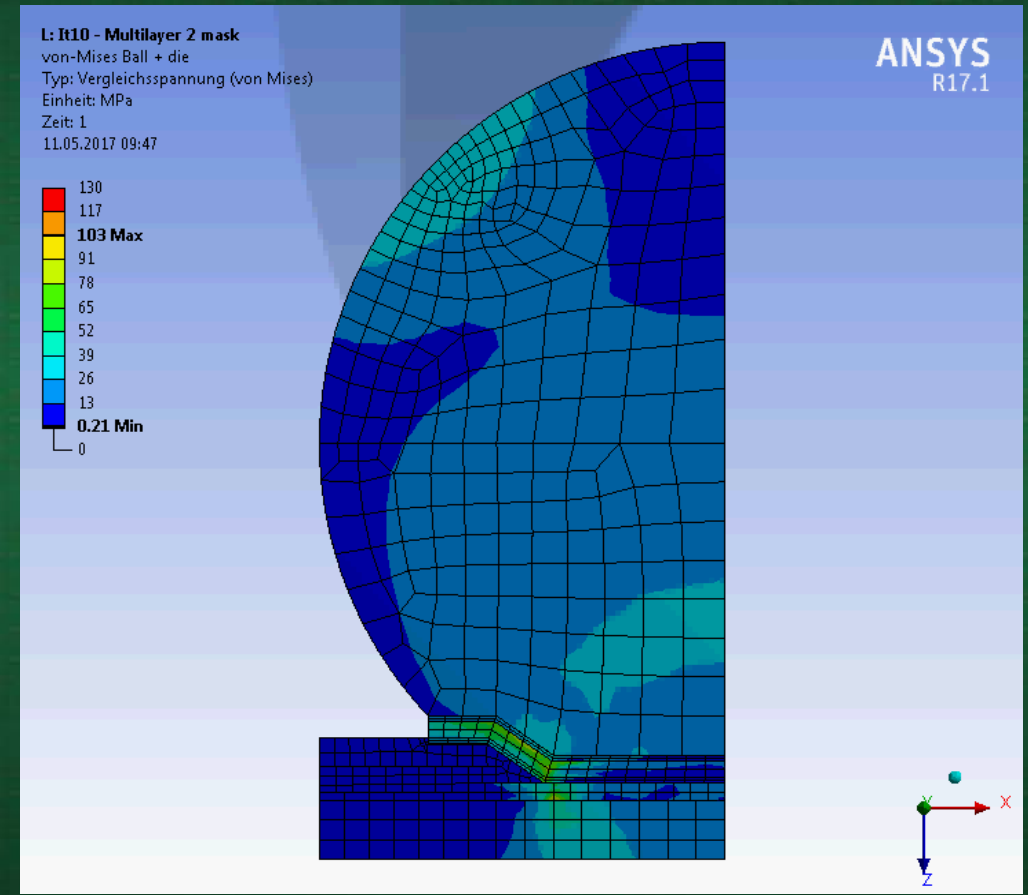 L: It10 - Multilayer 2 mask
von-Mises Ball + die
Typ: Vergleichsspannung (von Mises)
Einheit: MPa
Zeit: 1
11.05.2017 09:47
ANSYS
R17.1
130
117
103 Max
91
78
65
52
39
26
13
0.21 Min
0
Y
X
Z